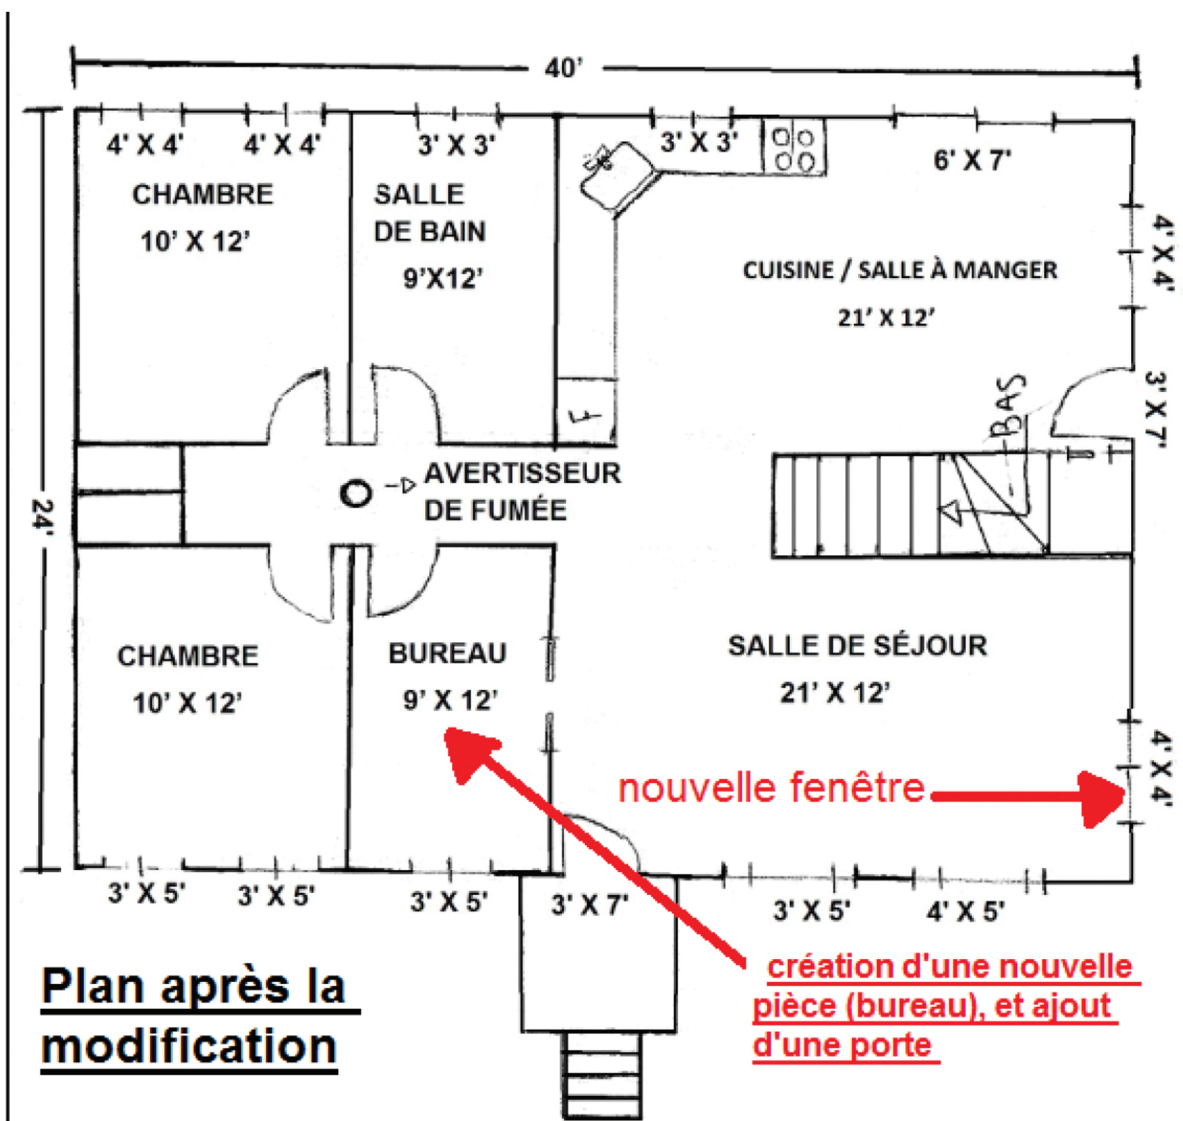 40'
4' X 4'
4' X 4'
3' X 3'
3' X 3'
6' X 7'
CHAMBRE
10' X 12'
SALLE
DE BAIN
9'X12'
CUISINE / SALLE À MANGER
21' X 12'
4' X 4'
3' X 7'
BAS
F
AVERTISSEUR
DE FUMÉE
24'
CHAMBRE
10' X 12'
BUREAU
9' X 12'
SALLE DE SÉJOUR
21' X 12'
4' X 4'
nouvelle fenêtre
3' X 5'
3' X 5'
3' X 5'
3' X 7'
3' X 5'
4' X 5'
Plan après la
modification
création d'une nouvelle
pièce (bureau), et ajout
d'une porte